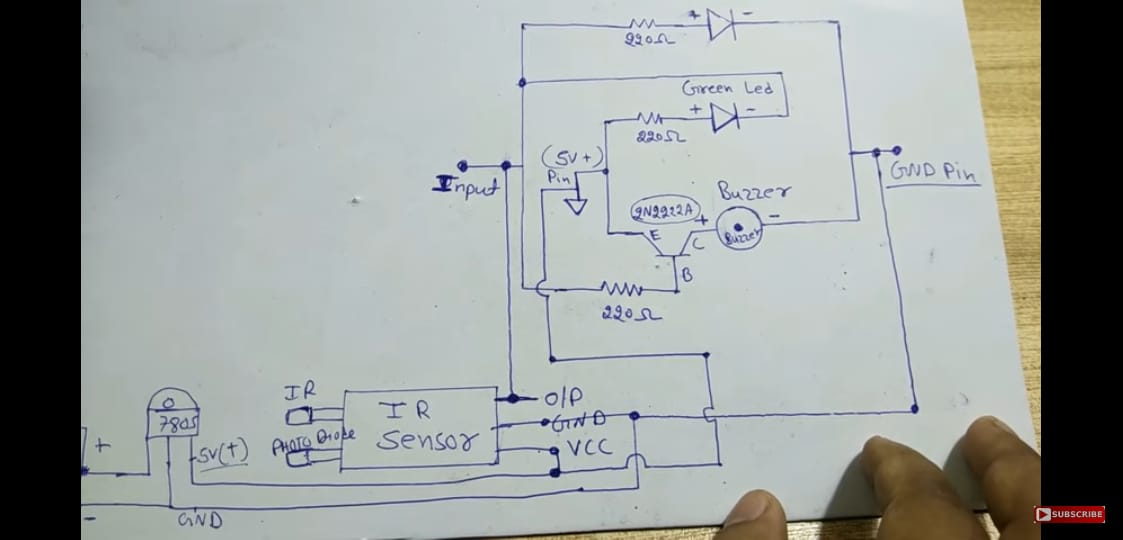 + -
220Ω
Green Led
+ -
220Ω
(5V+)
Pin
Input
GND Pin
2N2222A
Buzzer
+ -
E
C
Buzzer
B
220Ω
IR
O/P
IR
Sensor
GND
PHOTO Diode
VCC
O
7805
+
5V(+)
-
GND
SUBSCRIBE